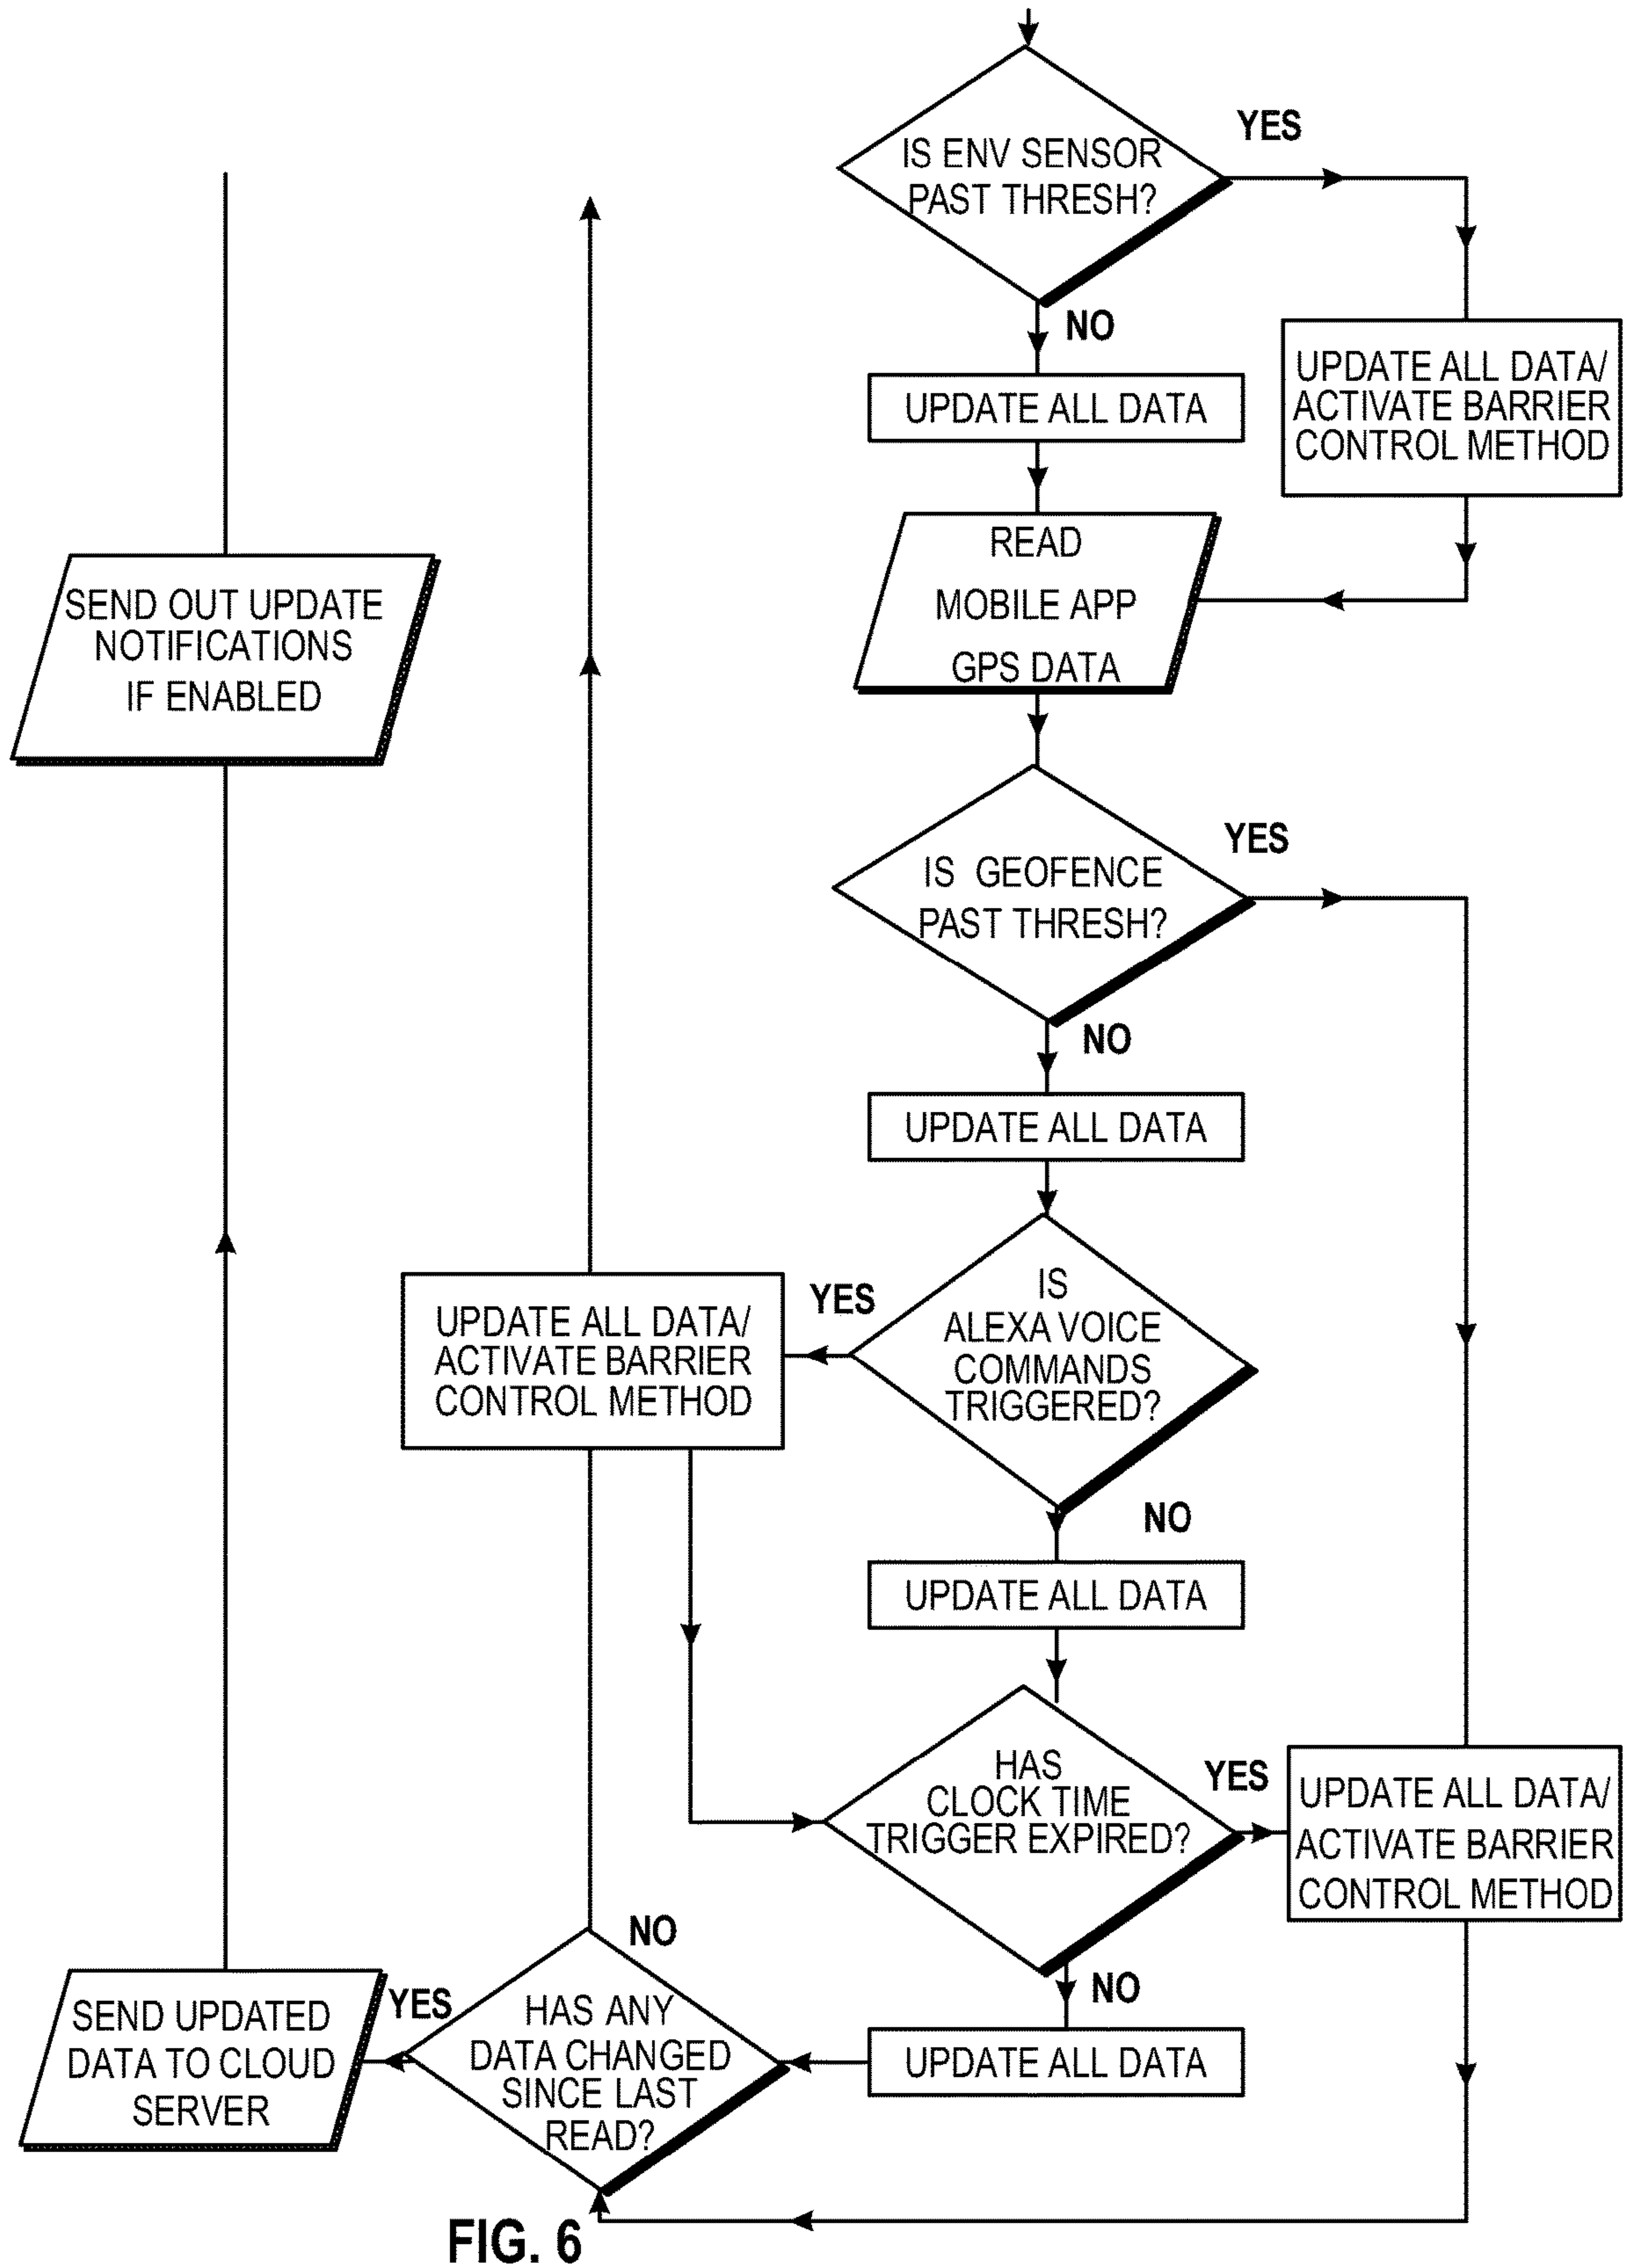 YES
IS ENV SENSOR
PAST THRESH?
NO
UPDATE ALL DATA/
ACTIVATE BARRIER
CONTROL METHOD
UPDATE ALL DATA
READ
MOBILE APP
GPS DATA
SEND OUT UPDATE
NOTIFICATIONS
IF ENABLED
YES
IS GEOFENCE
PAST THRESH?
NO
UPDATE ALL DATA
IS
ALEXA VOICE
COMMANDS
TRIGGERED?
YES
UPDATE ALL DATA/
ACTIVATE BARRIER
CONTROL METHOD
NO
UPDATE ALL DATA
HAS
CLOCK TIME
TRIGGER EXPIRED?
YES
UPDATE ALL DATA/
ACTIVATE BARRIER
CONTROL METHOD
NO
UPDATE ALL DATA
NO
HAS ANY
DATA CHANGED
SINCE LAST
READ?
YES
SEND UPDATED
DATA TO CLOUD
SERVER
FIG. 6